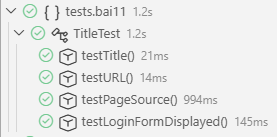 { } tests.bai11 1.2s
TitleTest 1.2s
testTitle() 21ms
testURL() 14ms
testPageSource() 994ms
testLoginFormDisplayed() 145ms